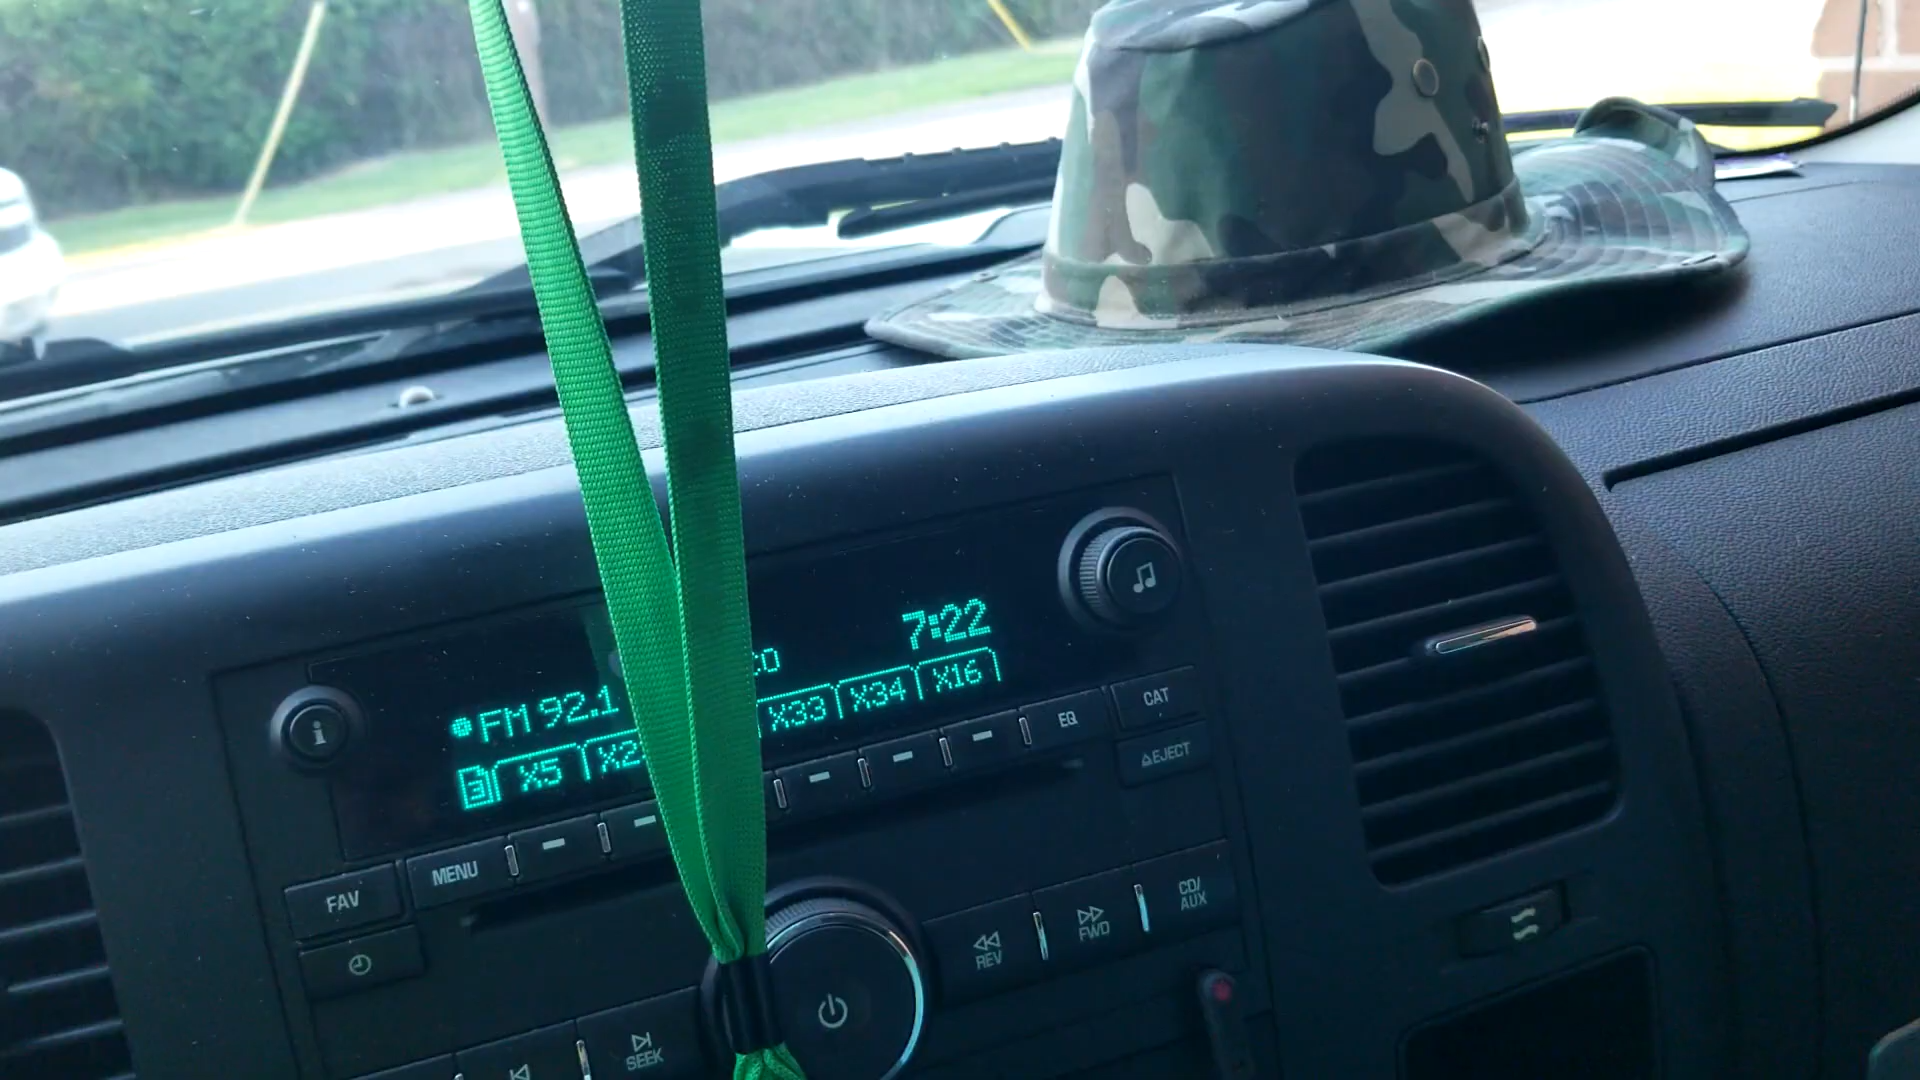 7:22
FM 92.1
3 X5 X33 X34 X16
CAT
EQ
EJECT
MENU
FAV
CD/
AUX
FWD
REV
SEEK